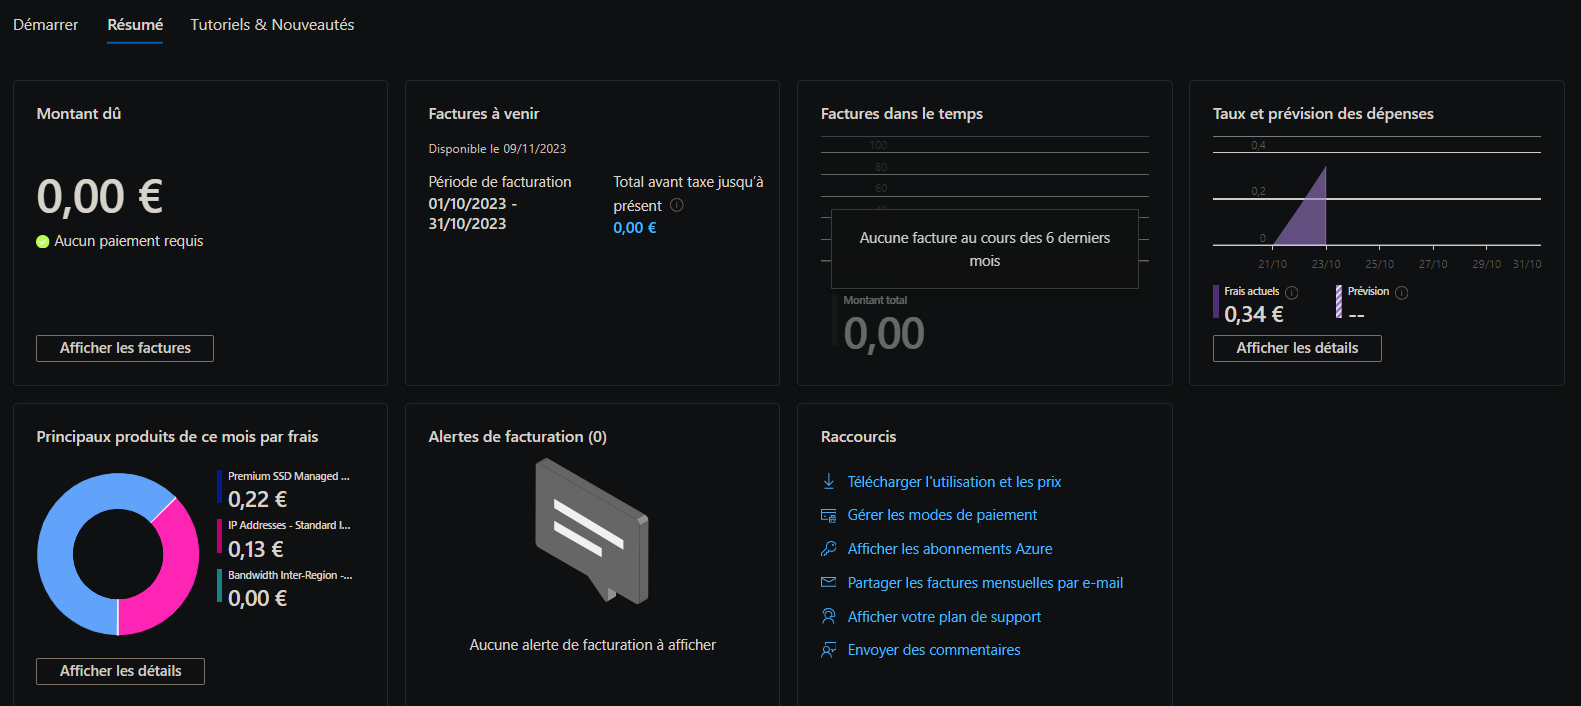 Démarrer
Résumé
Tutoriels & Nouveautés
Montant dû
0,00 €
Aucun paiement requis
Afficher les factures
Factures à venir
Disponible le 09/11/2023
Période de facturation
01/10/2023 -
31/10/2023
Total avant taxe jusqu'à
présent
0,00 €
Factures dans le temps
100
80
60
Aucune facture au cours des 6 derniers
mois
Montant total
0,00
Taux et prévision des dépenses
0,4
0,2
0
21/10
23/10
25/10
27/10
29/10
31/10
Frais actuels
0,34 €
Prévision
--
Afficher les détails
Principaux produits de ce mois par frais
Premium SSD Managed ...
0,22 €
IP Addresses - Standard I...
0,13 €
Bandwidth Inter-Region -...
0,00 €
Afficher les détails
Alertes de facturation (0)
Aucune alerte de facturation à afficher
Raccourcis
Télécharger l'utilisation et les prix
Gérer les modes de paiement
Afficher les abonnements Azure
Partager les factures mensuelles par e-mail
Afficher votre plan de support
Envoyer des commentaires